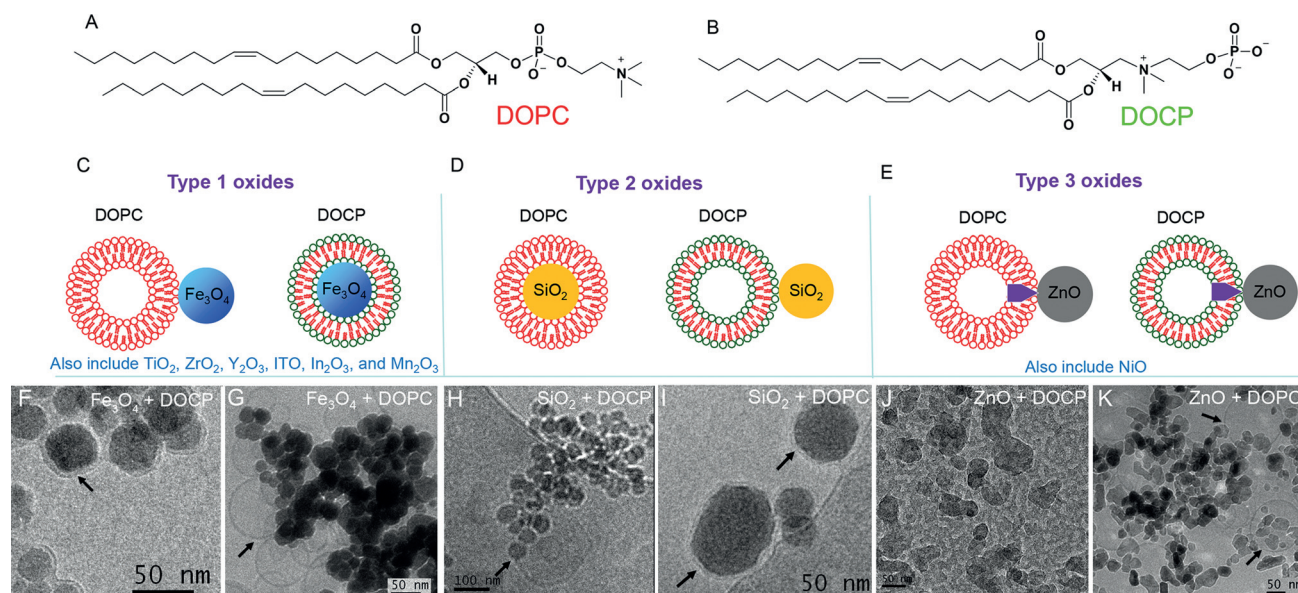 A
O
O
O
P
O
O
O⁻
H
N
+
O
O
DOPC
B
O
O
O
P
O⁻
O⁻
O
N
+
H
O
O
DOCP
C
Type 1 oxides
DOPC
DOCP
Fe₃O₄
Fe₃O₄
Also include TiO₂, ZrO₂, Y₂O₃, ITO, In₂O₃, and Mn₂O₃
D
Type 2 oxides
DOPC
DOCP
SiO₂
SiO₂
E
Type 3 oxides
DOPC
DOCP
ZnO
ZnO
Also include NiO
F
Fe₃O₄ + DOCP
50 nm
G
Fe₃O₄ + DOPC
50 nm
H
SiO₂ + DOCP
100 nm
I
SiO₂ + DOPC
50 nm
J
ZnO + DOCP
50 nm
K
ZnO + DOPC
50 nm